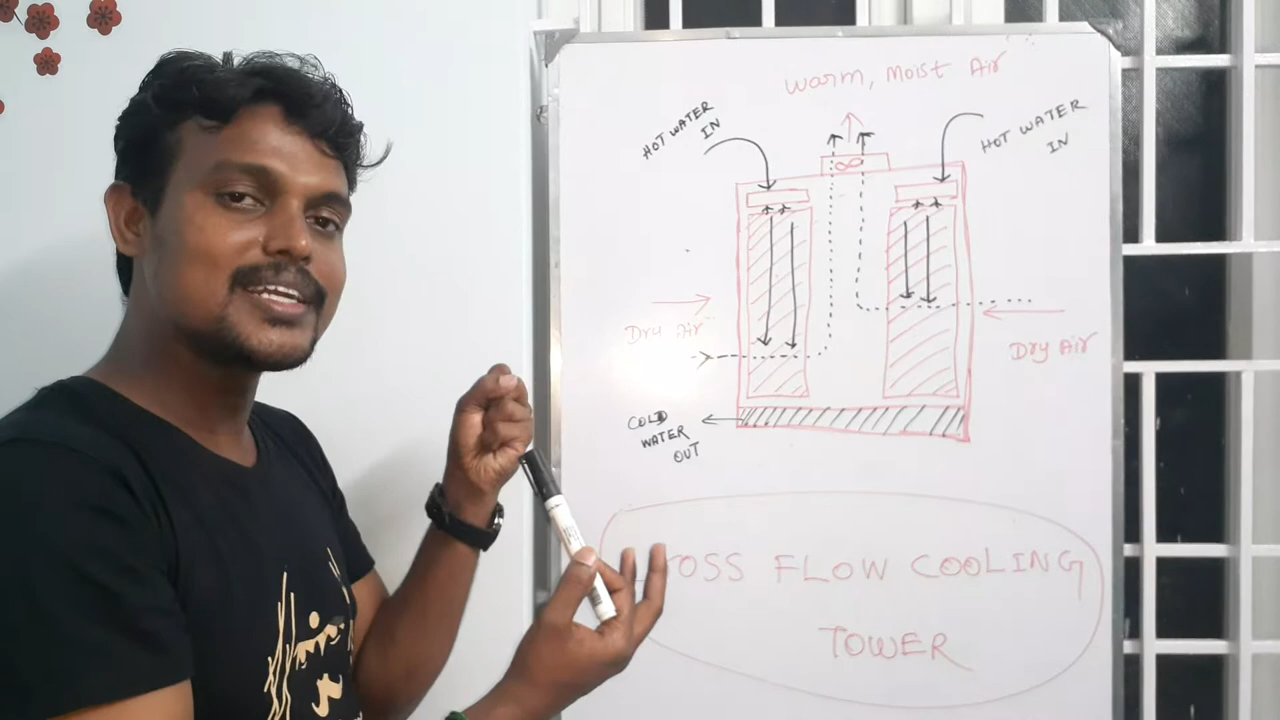 Warm, Moist Air
HOT WATER
IN
HOT WATER
IN
Dry Air
Dry Air
COLD
WATER
OUT
OSS FLOW COOLING
TOWER